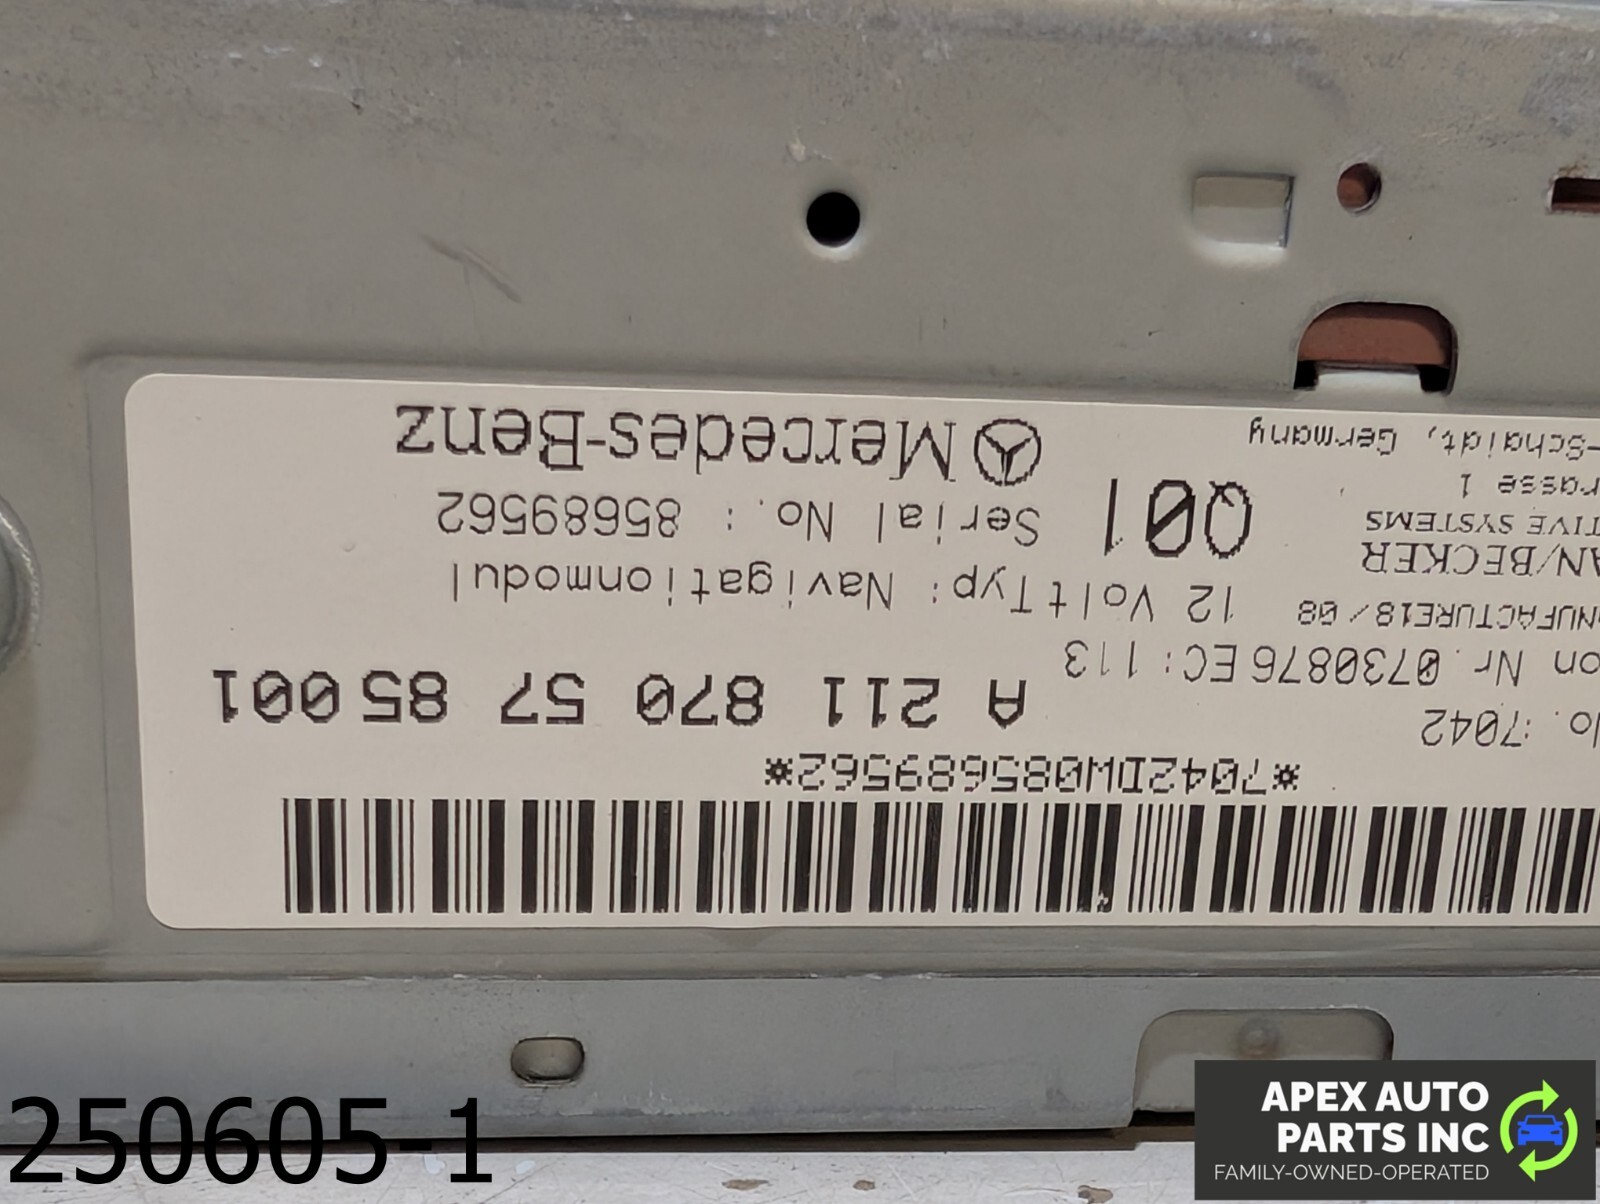 *7042DW085689562*
o. :7042
A 211 870 57 85 001
on Nr. 0730876 EC: 113
NUFACTURE18/08
12 Volt Typ: Navigationmodul
AN/BECKER
TIVE SYSTEMS
Q01
Serial No.: 85689562
rasse 1
-Schaidt, Germany
Mercedes-Benz
250605-1
APEX AUTO
PARTS INC
FAMILY-OWNED-OPERATED